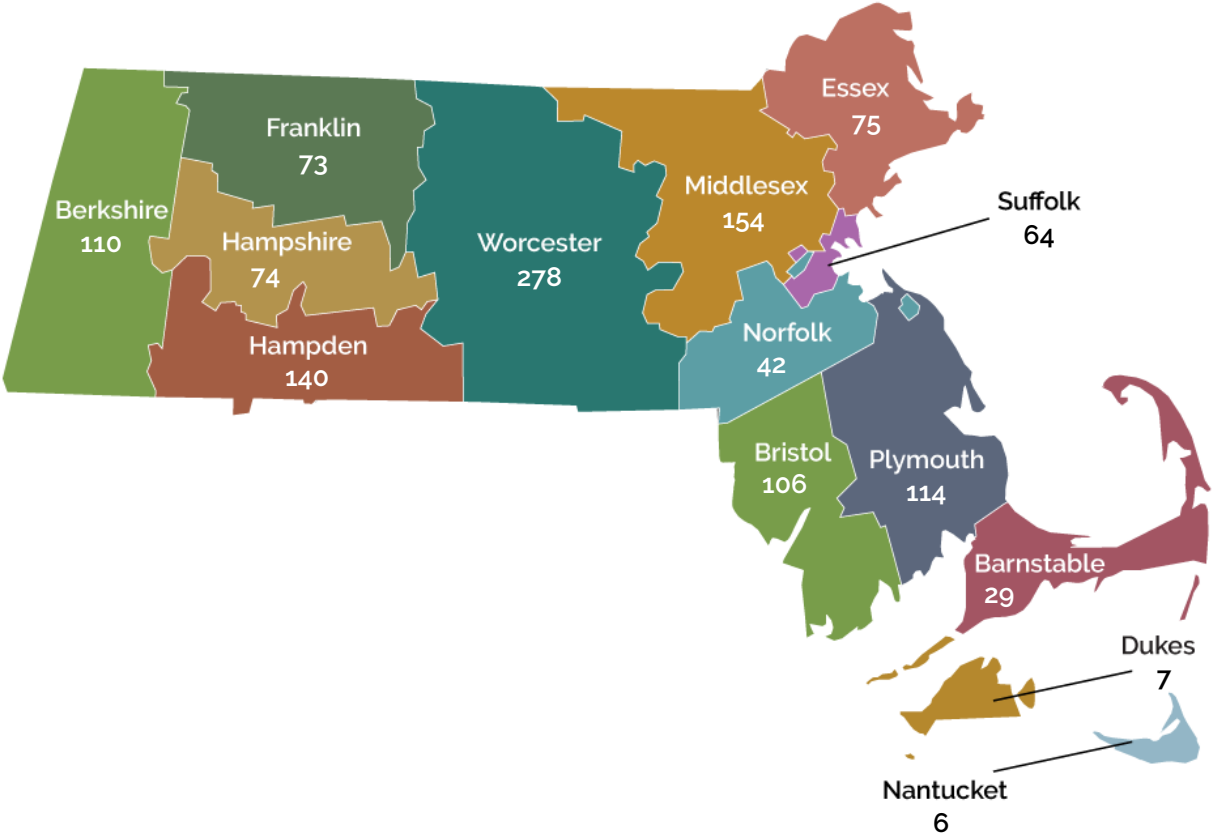 Essex
75
Franklin
73
Middlesex
154
Suffolk
64
Berkshire
110
Hampshire
74
Worcester
278
Norfolk
42
Hampden
140
Bristol
106
Plymouth
114
Barnstable
29
Dukes
7
Nantucket
6